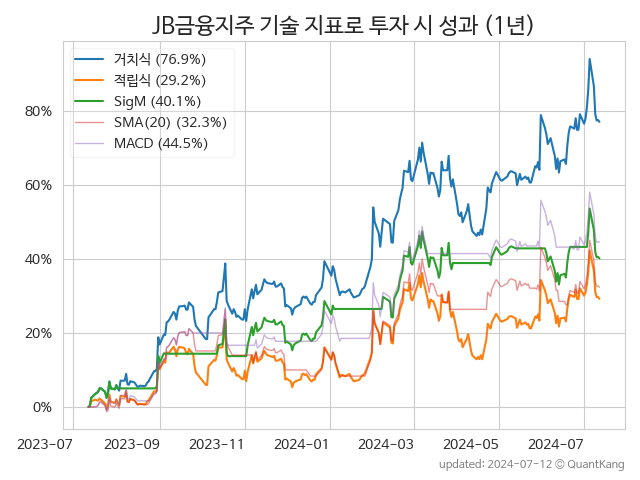 JB금융지주 기술 지표로 투자 시 성과 (1년)
거치식 (76.9%)
적립식 (29.2%)
SigM (40.1%)
SMA(20) (32.3%)
MACD (44.5%)
80%
60%
40%
20%
0%
2023-07 2023-09 2023-11 2024-01 2024-03 2024-05 2024-07
updated: 2024-07-12 © QuantKang